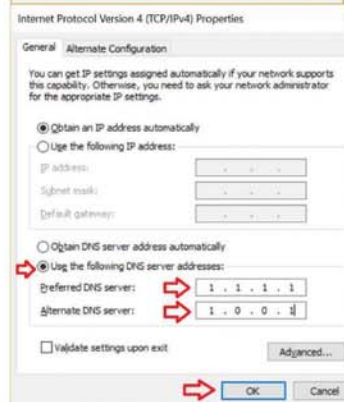 Internet Protocol Version 4 (TCP/IPv4) Properties
General Alternate Configuration
You can get IP settings assigned automatically if your network supports
this capability. Otherwise, you need to ask your network administrator
for the appropriate IP settings.
Obtain an IP address automatically
Use the following IP address:
IP address:
Subnet mask:
Default gateway:
Obtain DNS server address automatically
Use the following DNS server addresses:
Preferred DNS server: 1 . 1 . 1 . 1
Alternate DNS server: 1 . 0 . 0 . 1
Validate settings upon exit
Advanced...
OK Cancel